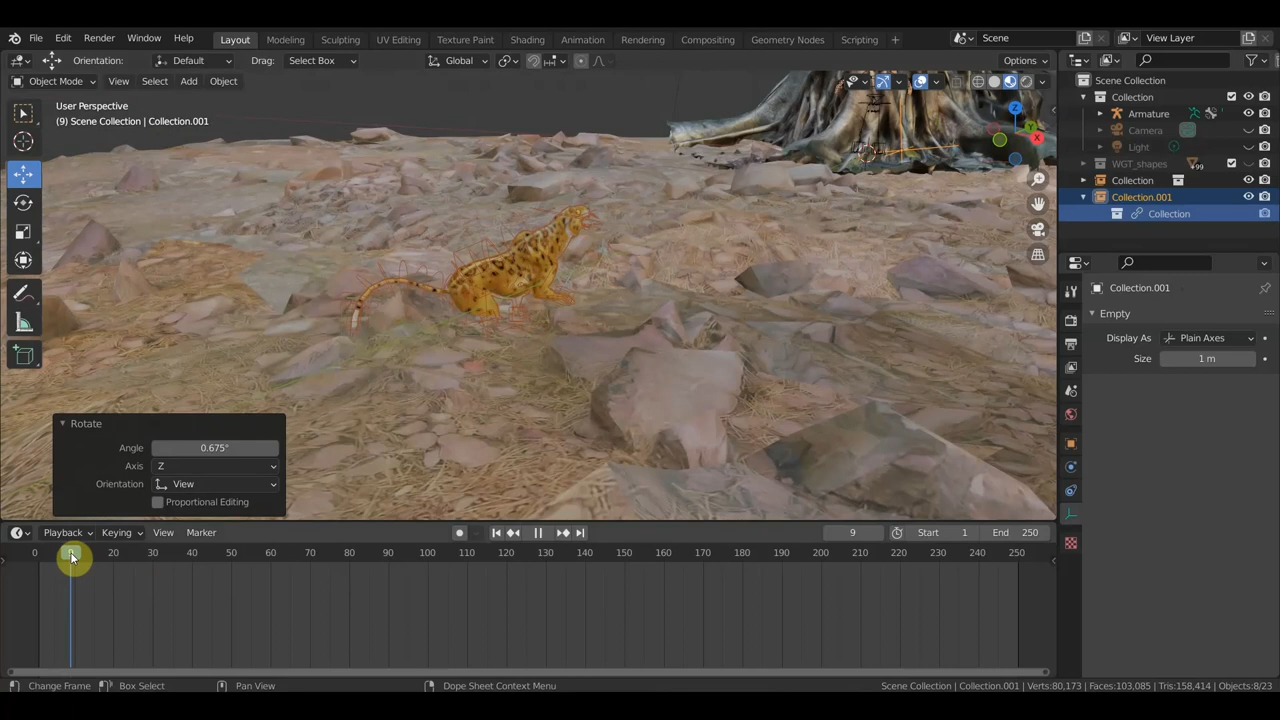 File Edit Render Window Help Layout Modeling Sculpting UV Editing Texture Paint Shading Animation Rendering Compositing Geometry Nodes Scripting + Scene View Layer
Orientation: Default Drag: Select Box Global Options
Object Mode View Select Add Object
Scene Collection
User Perspective
(9) Scene Collection | Collection.001
Collection
Armature
Camera
Light
WGT_shapes 99
Collection
Collection.001
Collection
Z
Y
X
Collection.001
Empty
Display As Plain Axes
Size 1 m
Rotate
Angle 0.675°
Axis Z
Orientation View
Proportional Editing
Playback Keying View Marker 9 Start 1 End 250
0 20 30 40 50 60 70 80 90 100 110 120 130 140 150 160 170 180 190 200 210 220 230 240 250
Change Frame Box Select Pan View Dope Sheet Context Menu Scene Collection | Collection.001 | Verts:80,173 | Faces:103,085 | Tris:158,414 | Objects:8/23